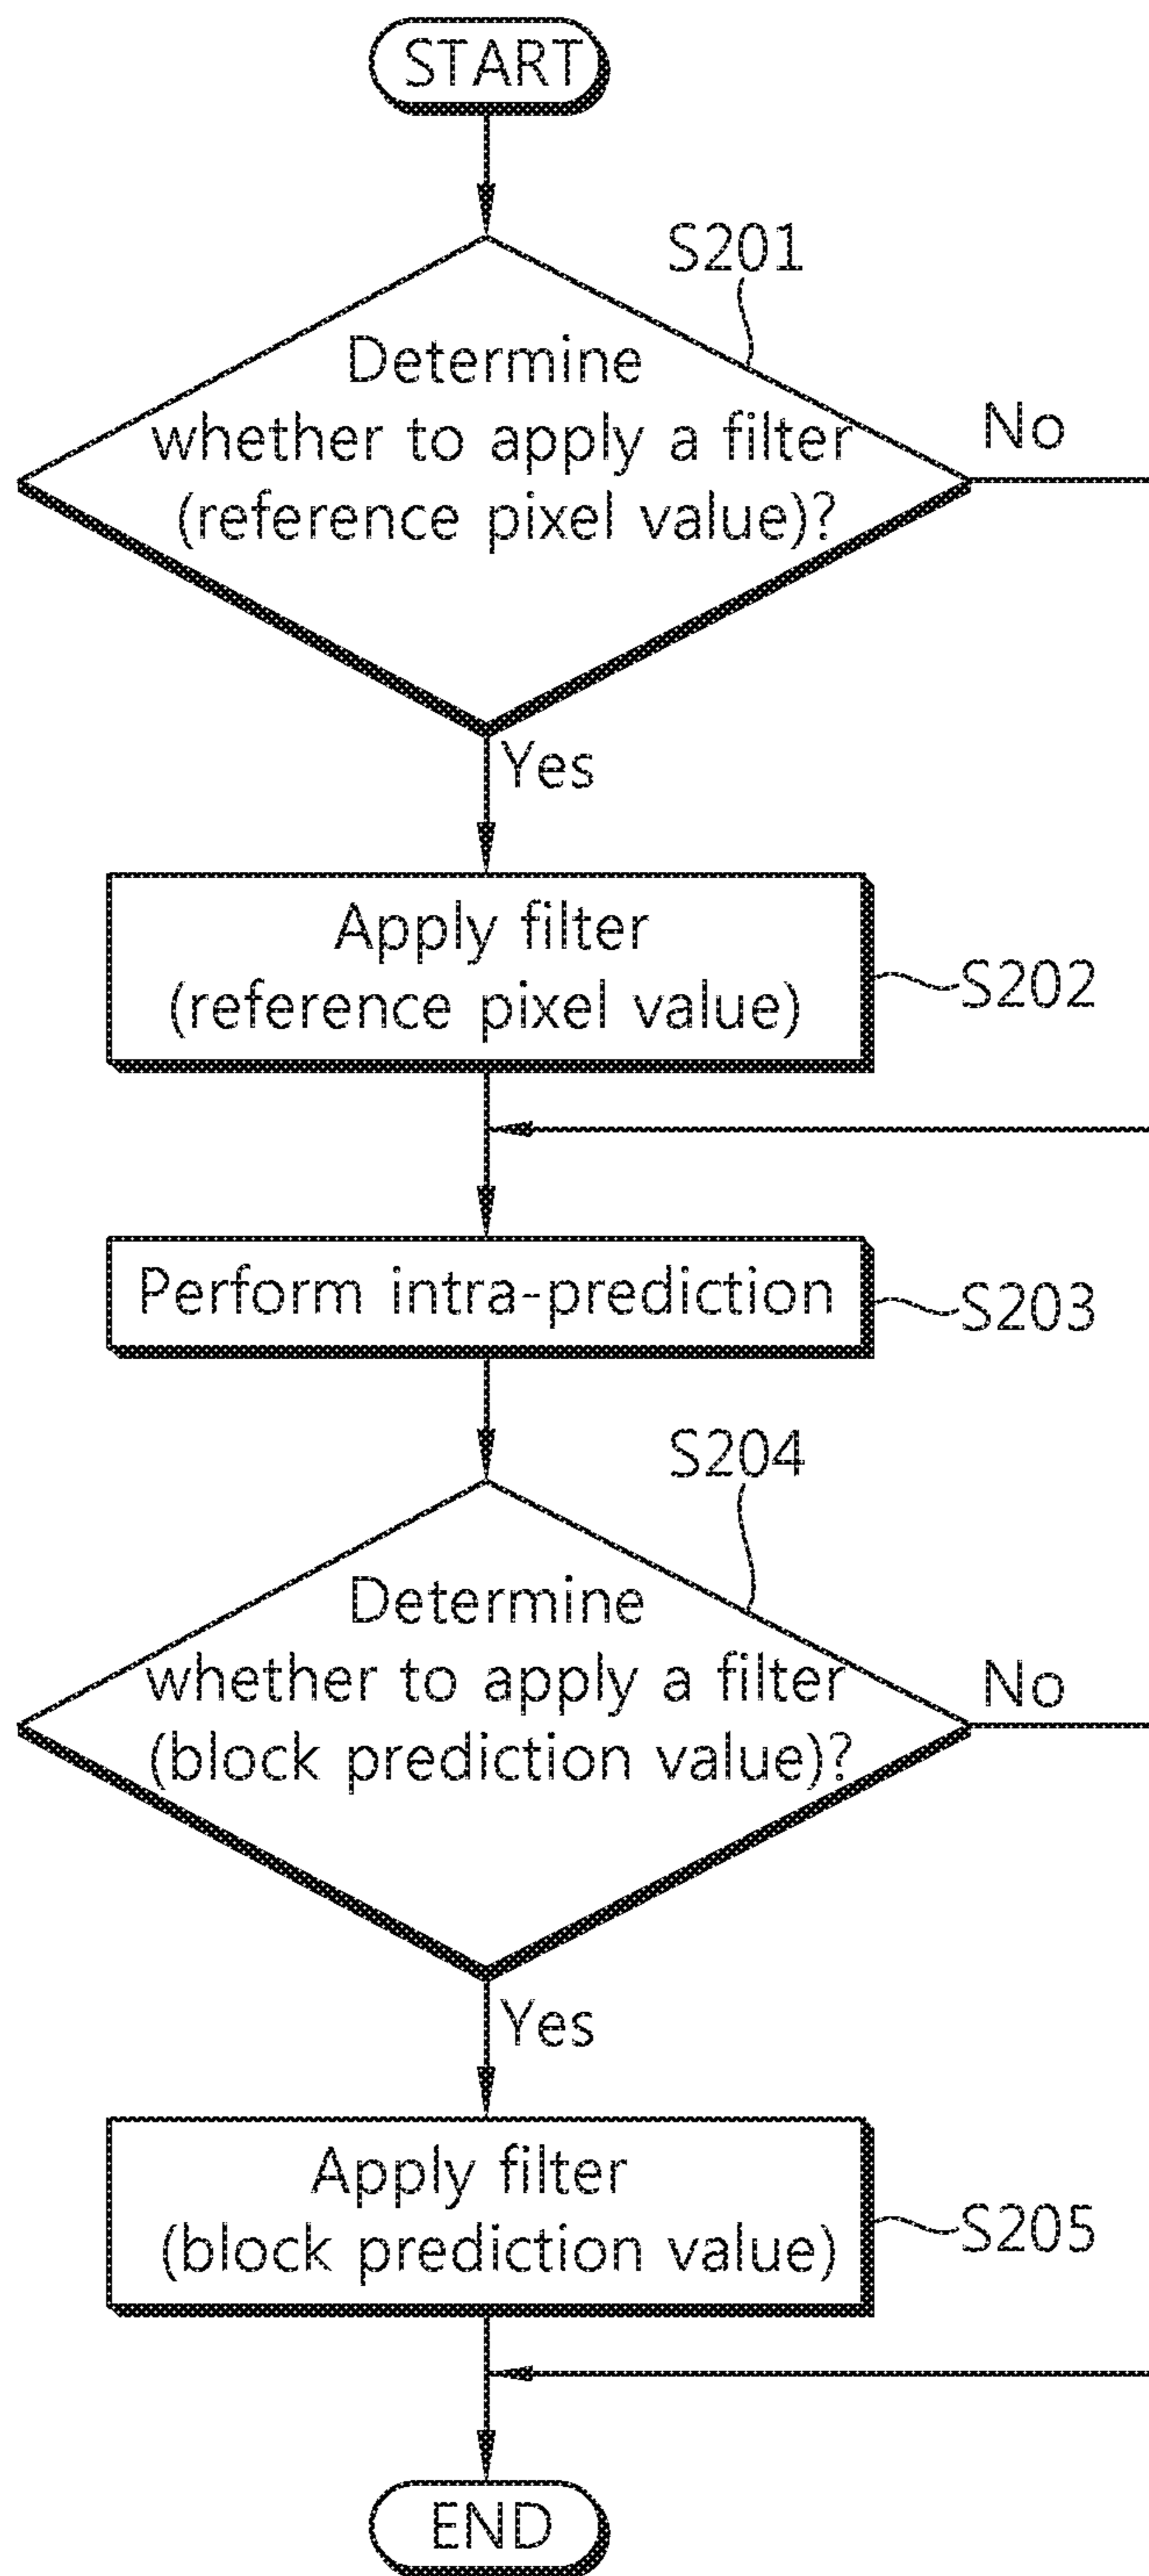 START
S201
Determine
whether to apply a filter
(reference pixel value)?
No
Yes
Apply filter
(reference pixel value)
S202
Perform intra-prediction
S203
S204
Determine
whether to apply a filter
(block prediction value)?
No
Yes
Apply filter
(block prediction value)
S205
END